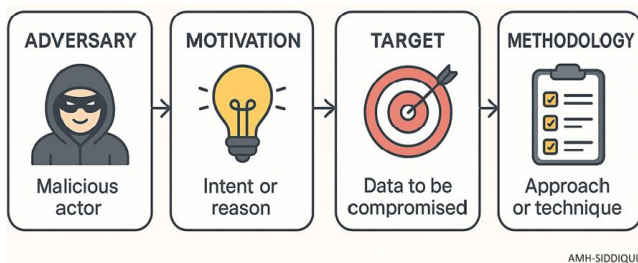 ADVERSARY
Malicious
actor
MOTIVATION
Intent or
reason
TARGET
Data to be
compromised
METHODOLOGY
Approach
or technique
AMH-SIDDIQUI